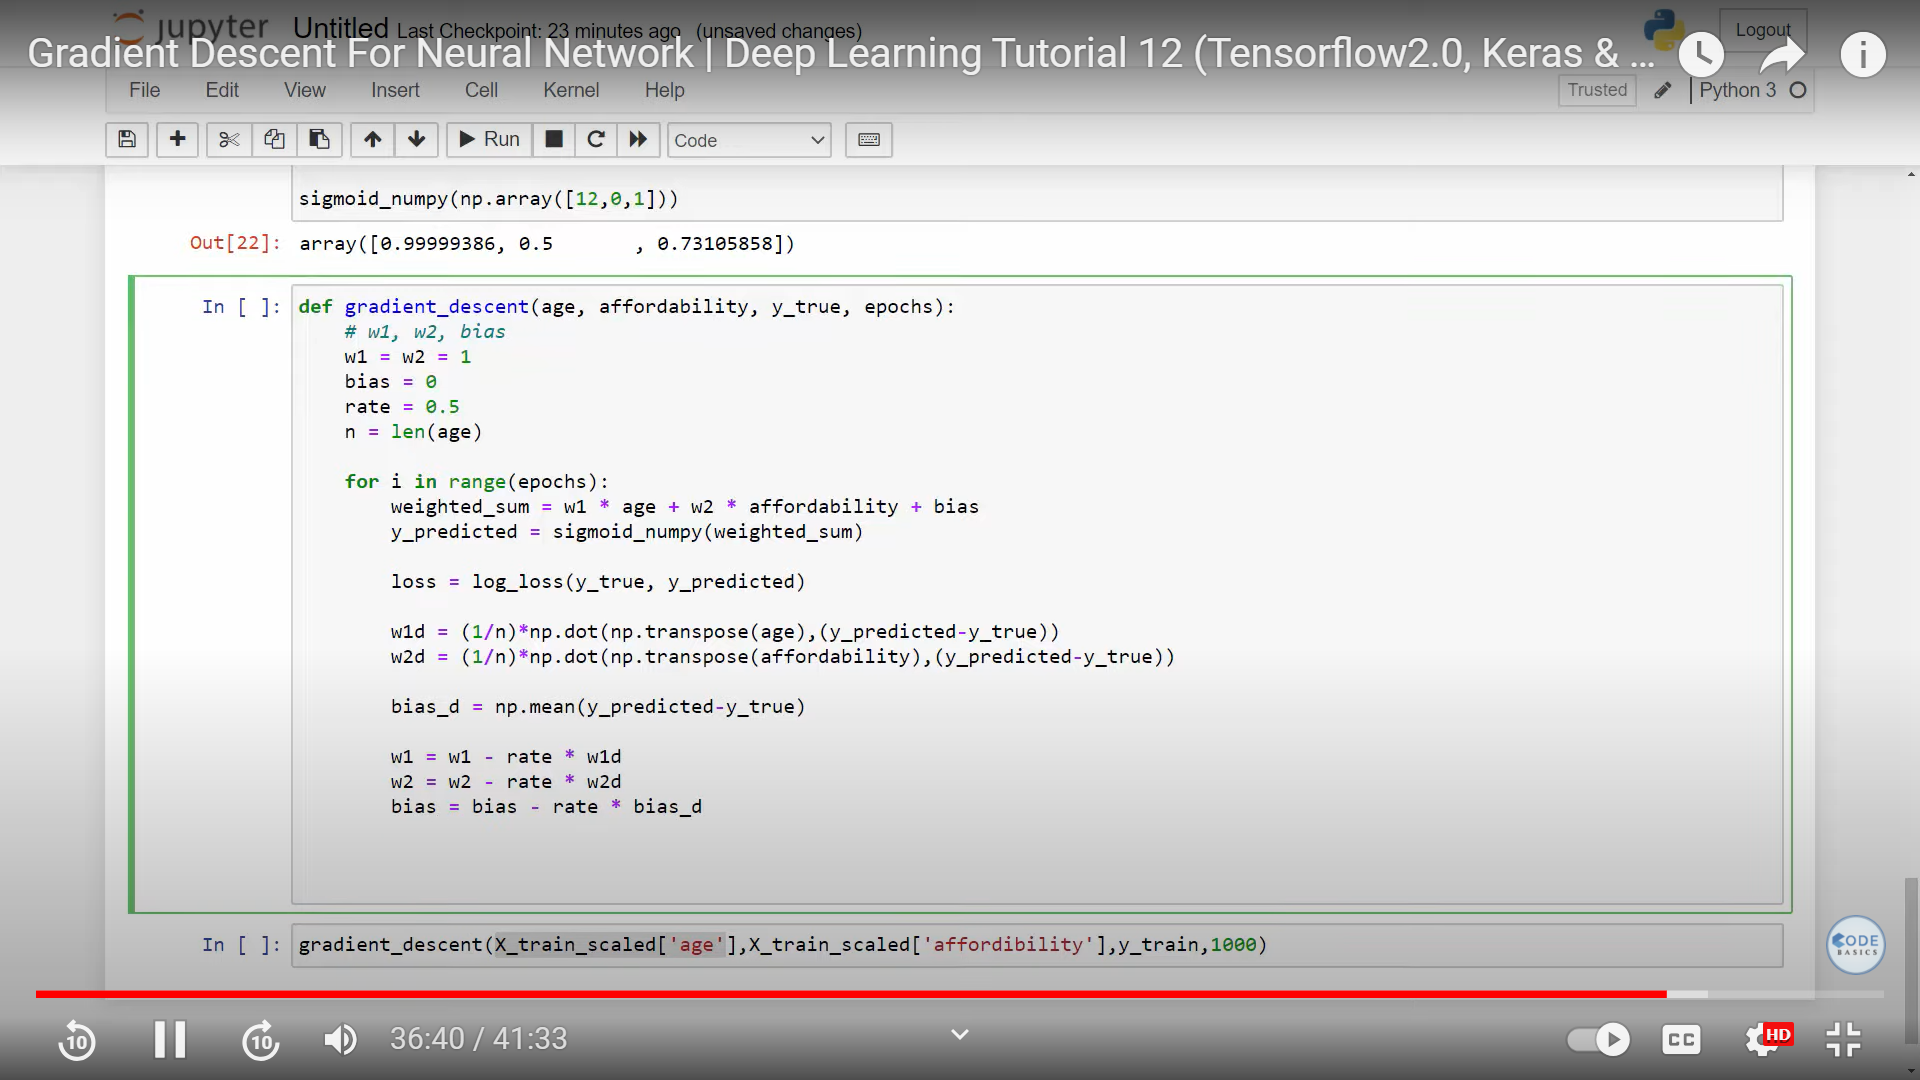 jupyter Untitled Last Checkpoint: 23 minutes ago (unsaved changes) Logout
Gradient Descent For Neural Network | Deep Learning Tutorial 12 (Tensorflow2.0, Keras & ...
File Edit View Insert Cell Kernel Help Trusted Python 3
Run Code
sigmoid_numpy(np.array([12,0,1]))
Out[22]: array([0.99999386, 0.5       , 0.73105858])
In [ ]: def gradient_descent(age, affordability, y_true, epochs):
    # w1, w2, bias
    w1 = w2 = 1
    bias = 0
    rate = 0.5
    n = len(age)
    for i in range(epochs):
        weighted_sum = w1 * age + w2 * affordability + bias
        y_predicted = sigmoid_numpy(weighted_sum)
        loss = log_loss(y_true, y_predicted)
        w1d = (1/n)*np.dot(np.transpose(age),(y_predicted-y_true))
        w2d = (1/n)*np.dot(np.transpose(affordability),(y_predicted-y_true))
        bias_d = np.mean(y_predicted-y_true)
        w1 = w1 - rate * w1d
        w2 = w2 - rate * w2d
        bias = bias - rate * bias_d
In [ ]: gradient_descent(X_train_scaled['age'],X_train_scaled['affordibility'],y_train,1000)
CODE
BASICS
10 10 36:40 / 41:33 CC HD